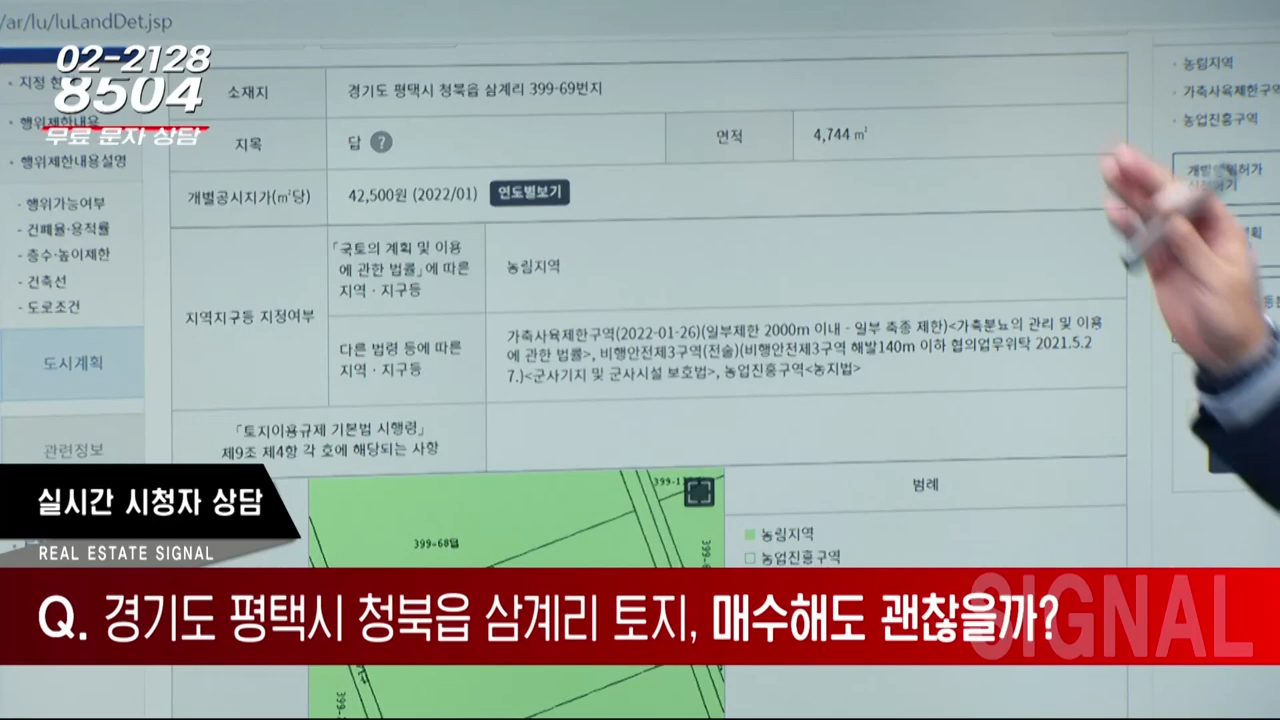 /ar/lu/luLandDet.jsp
02-2128
8504
무료 문자 상담
지정
행위제한내용
행위제한내용설명
- 행위가능여부
- 건폐율·용적률
- 층수·높이제한
- 건축선
- 도로조건
도시계획
관련정보
소재지
경기도 평택시 청북읍 삼계리 399-69번지
지목
답 ?
면적
4,744 ㎡
개별공시지가(㎡당)
42,500원 (2022/01) 연도별보기
지역지구등 지정여부
「국토의 계획 및 이용
에 관한 법률」에 따른
지역 · 지구등
농림지역
다른 법령 등에 따른
지역 · 지구등
가축사육제한구역(2022-01-26)(일부제한 2000m 이내 - 일부 축종 제한)<가축분뇨의 관리 및 이용
에 관한 법률>, 비행안전제3구역(전술)(비행안전제3구역 해발140m 이하 협의업무위탁 2021.5.2
7.)<군사기지 및 군사시설 보호법>, 농업진흥구역<농지법>
「토지이용규제 기본법 시행령」
제9조 제4항 각 호에 해당되는 사항
399-68답
범례
농림지역
농업진흥구역
농림지역
가축사육제한구역
농업진흥구역
실시간 시청자 상담
REAL ESTATE SIGNAL
Q. 경기도 평택시 청북읍 삼계리 토지, 매수해도 괜찮을까?
SIGNAL